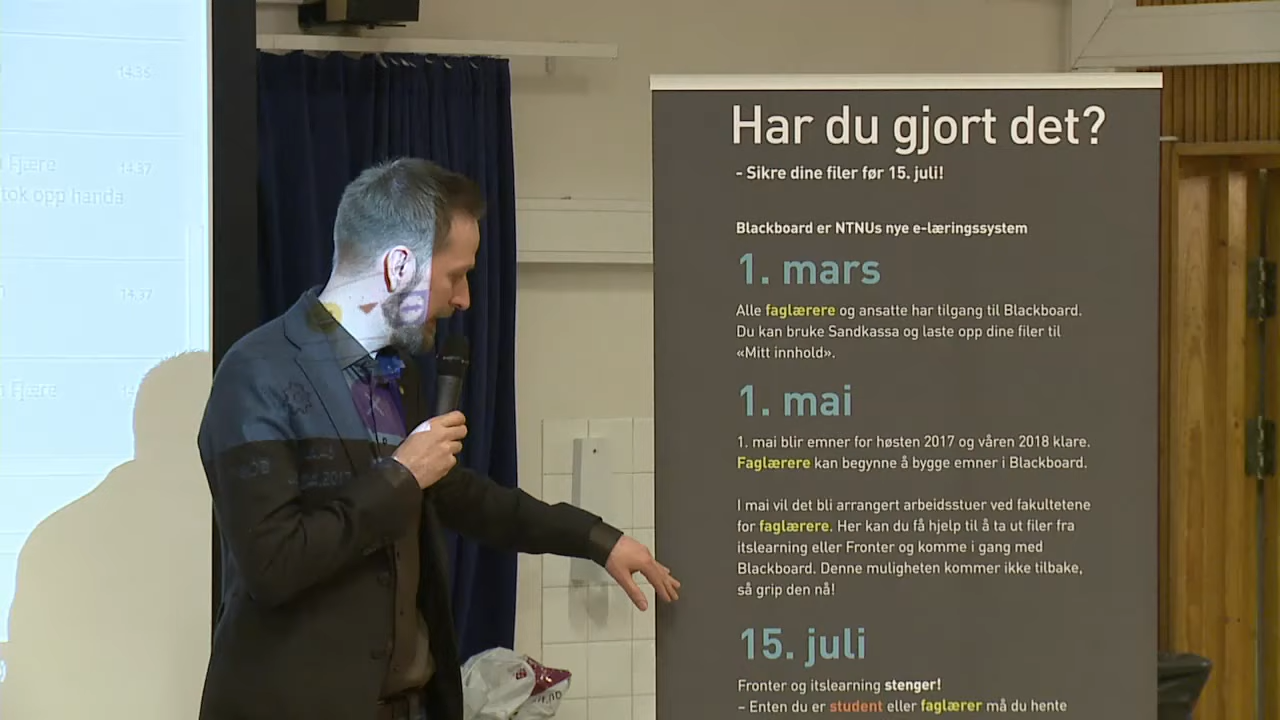 14.36
Fjære 14.37
tok opp handa
14.37
Fjære
Har du gjort det?
- Sikre dine filer før 15. juli!
Blackboard er NTNUs nye e-læringssystem
1. mars
Alle faglærere og ansatte har tilgang til Blackboard.
Du kan bruke Sandkassa og laste opp dine filer til
«Mitt innhold».
1. mai
1. mai blir emner for høsten 2017 og våren 2018 klare.
Faglærere kan begynne å bygge emner i Blackboard.
I mai vil det bli arrangert arbeidsstuer ved fakultetene
for faglærere. Her kan du få hjelp til å ta ut filer fra
itslearning eller Fronter og komme i gang med
Blackboard. Denne muligheten kommer ikke tilbake,
så grip den nå!
15. juli
Fronter og itslearning stenger!
– Enten du er student eller faglærer må du hente